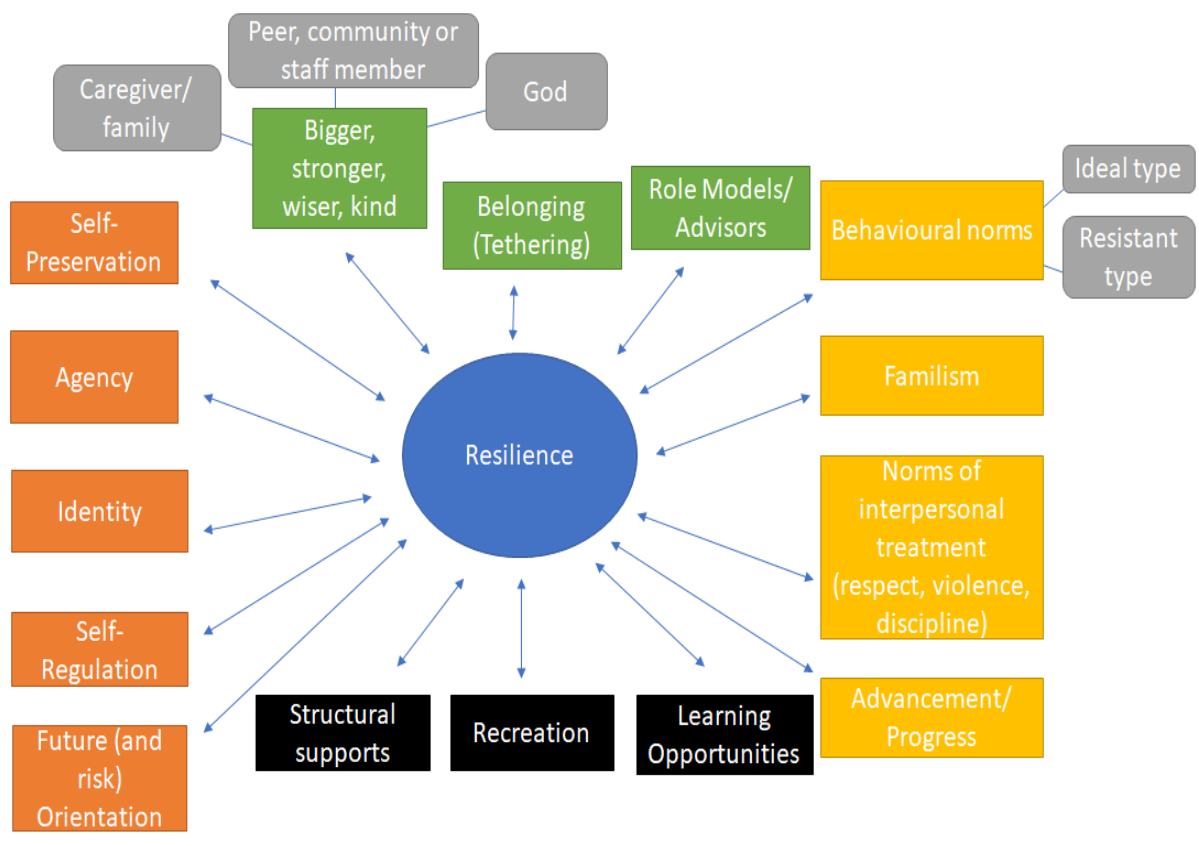 Peer, community or
staff member
Caregiver/
family
God
Bigger,
stronger,
wiser, kind
Belonging
(Tethering)
Role Models/
Advisors
Behavioural norms
Ideal type
Resistant
type
Self-
Preservation
Agency
Identity
Self-
Regulation
Future (and
risk)
Orientation
Resilience
Familism
Norms of
interpersonal
treatment
(respect, violence,
discipline)
Advancement/
Progress
Structural
supports
Recreation
Learning
Opportunities